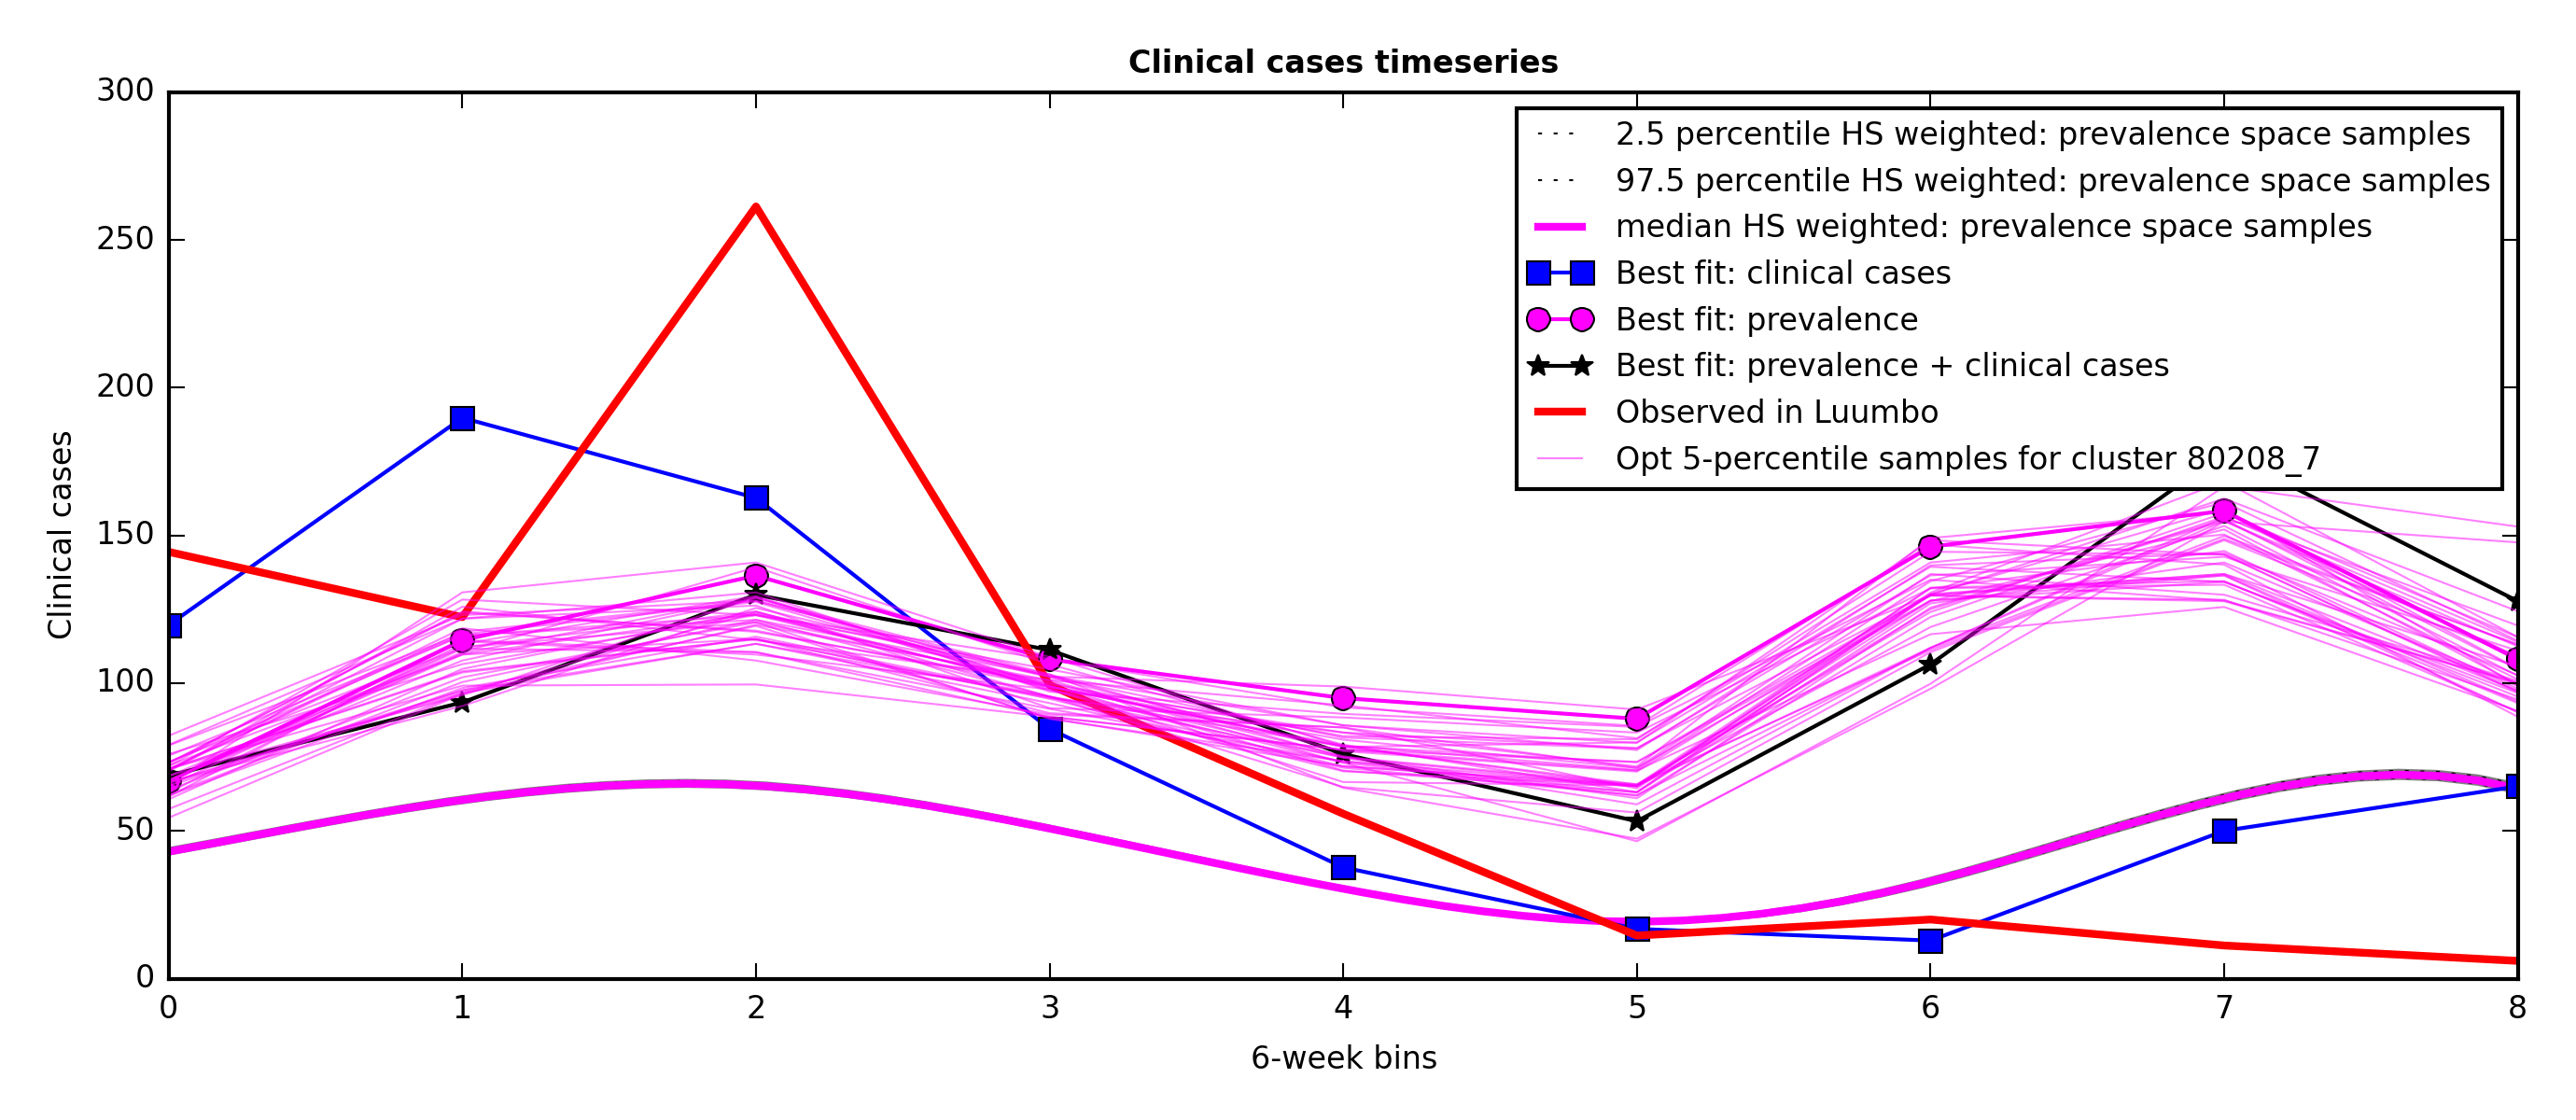 Clinical cases timeseries
300
250
200
150
100
50
0
Clinical cases
2.5 percentile HS weighted: prevalence space samples
97.5 percentile HS weighted: prevalence space samples
median HS weighted: prevalence space samples
Best fit: clinical cases
Best fit: prevalence
Best fit: prevalence + clinical cases
Observed in Luumbo
Opt 5-percentile samples for cluster 80208_7
0 1 2 3 4 5 6 7 8
6-week bins